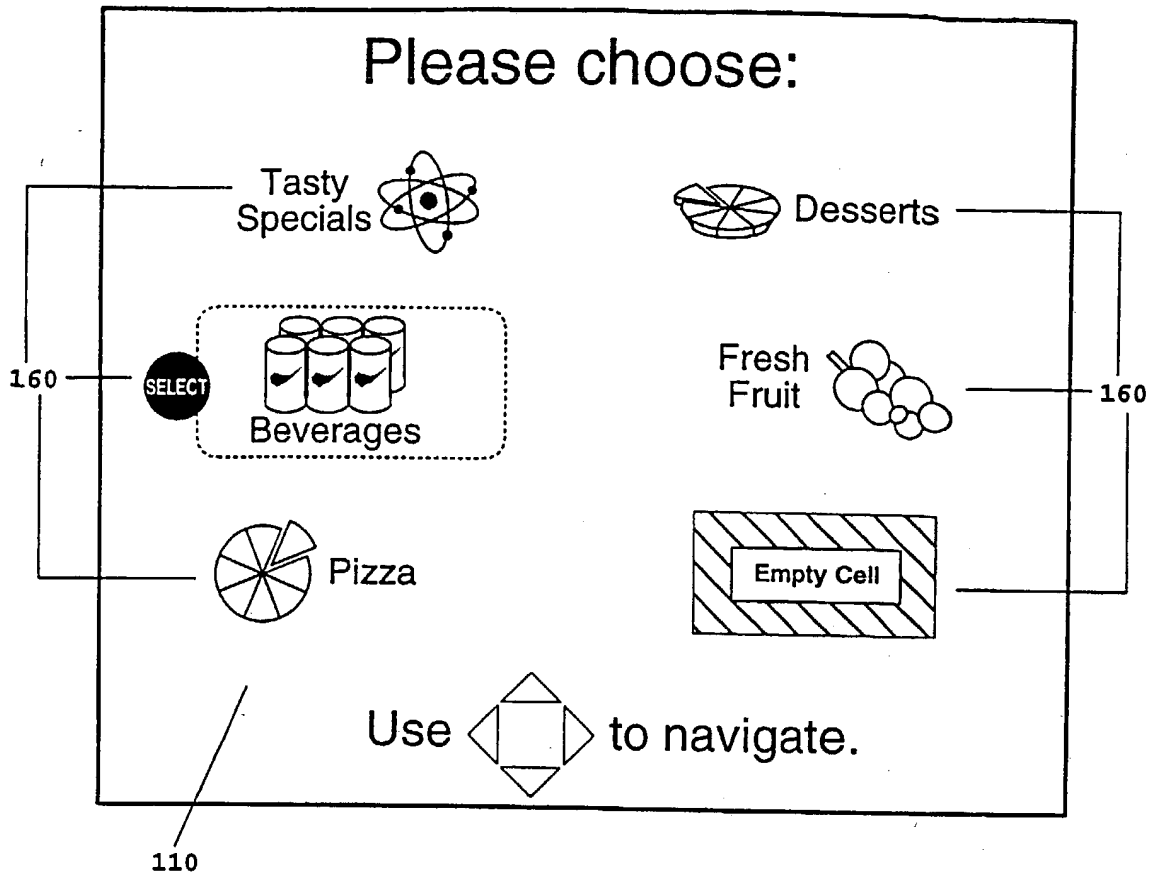 Please choose:
Tasty
Specials
Desserts
160
SELECT
Beverages
Fresh
Fruit
160
Pizza
Empty Cell
Use to navigate.
110